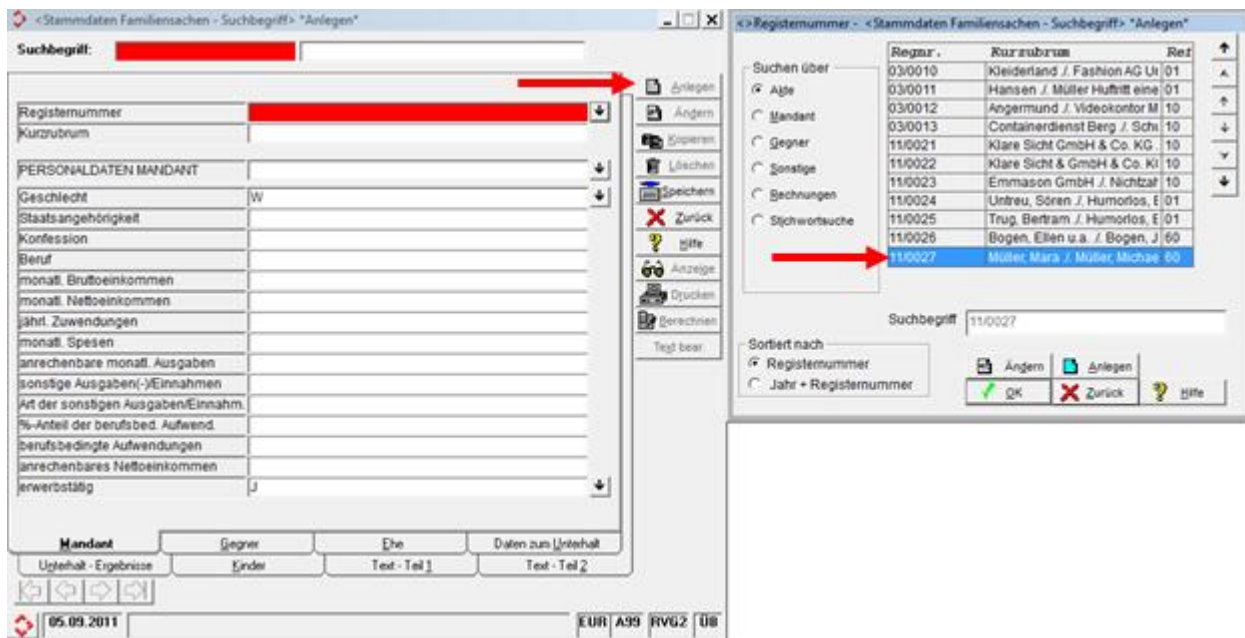 <Stammdaten Familiensachen - Suchbegriff> "Anlegen"
Suchbegriff:
Registernummer
Kurzrubrum
PERSONALDATEN MANDANT
Geschlecht W
Staatsangehörigkeit
Konfession
Beruf
monatl. Bruttoeinkommen
monatl. Nettoeinkommen
jährl. Zuwendungen
monatl. Spesen
anrechenbare monatl. Ausgaben
sonstige Ausgaben(-)/Einnahmen
Art der sonstigen Ausgaben/Einnahm.
%-Anteil der berufsbed. Aufwend.
berufsbedingte Aufwendungen
anrechenbares Nettoeinkommen
erwerbstätig J
Anlegen
Ändern
Kopieren
Löschen
Speichern
Zurück
Hilfe
Anzeige
Drucken
Berechnen
Text bear.
Mandant Gegner Ehe Daten zum Unterhalt
Unterhalt - Ergebnisse Kinder Text - Teil 1 Text - Teil 2
05.09.2011 EUR A99 RVG2 ÜB
<>Registernummer - <Stammdaten Familiensachen - Suchbegriff> "Anlegen"
Suchen über
Akte
Mandant
Gegner
Sonstige
Rechnungen
Stichwortsuche
Regnr. Kurzubrum Ref
03/0010 Kleiderland ./. Fashion AG Un 01
03/0011 Hansen ./. Müller Huftritt eine 01
03/0012 Angermund ./. Videokontor M 10
03/0013 Containerdienst Berg ./. Schu 10
11/0021 Klare Sicht GmbH & Co. KG . 10
11/0022 Klare Sicht & GmbH & Co. KG 10
11/0023 Emmason GmbH ./. Nichtzah 10
11/0024 Untreu, Sören ./. Humorlos, E 01
11/0025 Trug, Bertram ./. Humorlos, E 01
11/0026 Bogen, Ellen u.a. ./. Bogen, J 60
11/0027 Müller, Mara ./. Müller, Michae 60
Suchbegriff 11/0027
Sortiert nach
Registernummer
Jahr + Registernummer
Ändern Anlegen
OK Zurück Hilfe